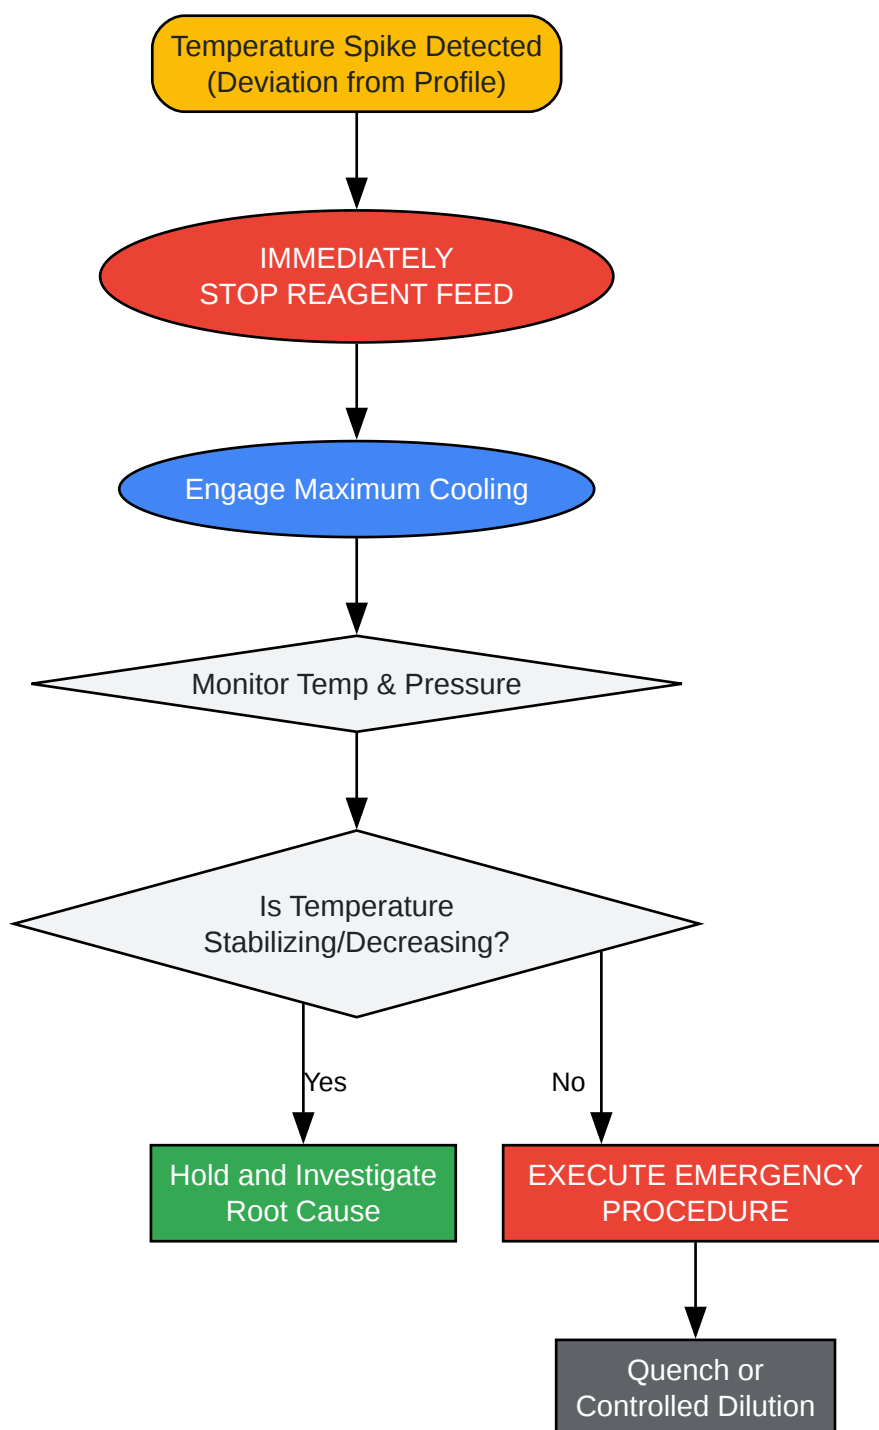 Temperature Spike Detected
(Deviation from Profile)
IMMEDIATELY
STOP REAGENT FEED
Engage Maximum Cooling
Monitor Temp & Pressure
Is Temperature
Stabilizing/Decreasing?
Yes
No
Hold and Investigate
Root Cause
EXECUTE EMERGENCY
PROCEDURE
Quench or
Controlled Dilution